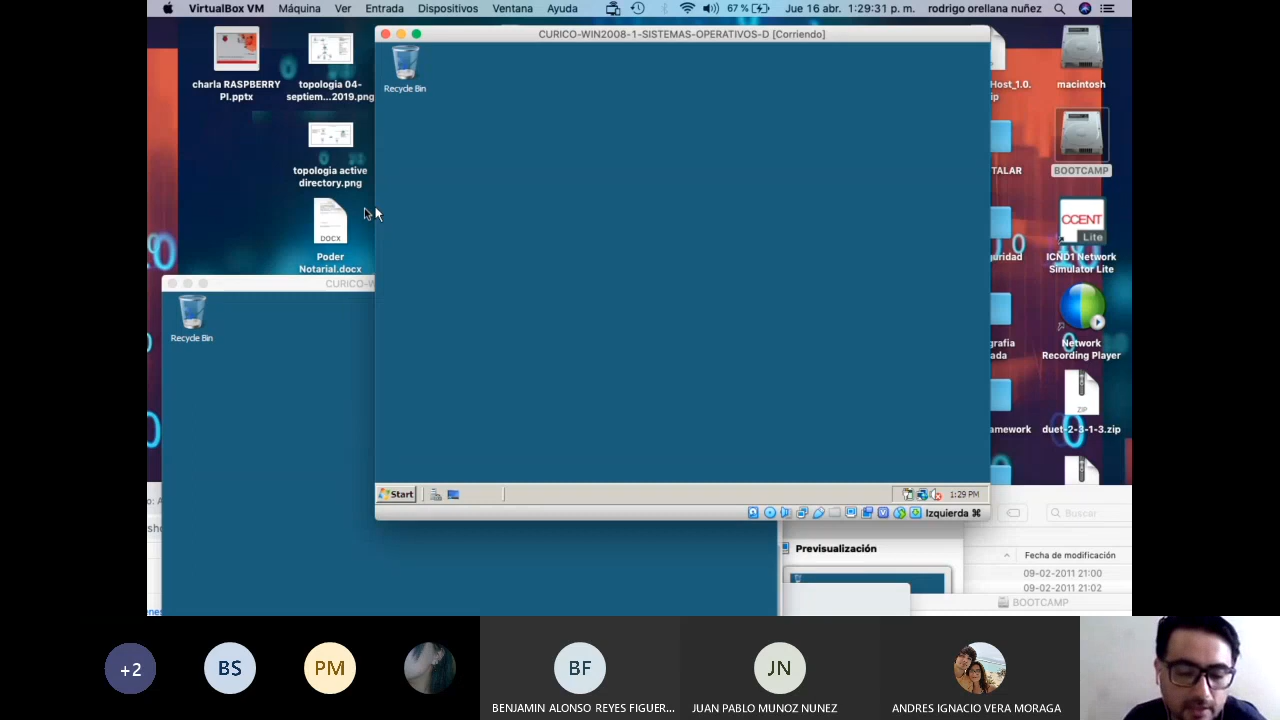 VirtualBox VM Máquina Ver Entrada Dispositivos Ventana Ayuda 67 % Jue 16 abr. 1:29:31 p. m. rodrigo orellana nuñez
CURICO-WIN2008-1-SISTEMAS-OPERATIVOS-D [Corriendo]
Recycle Bin
charla RASPBERRY
PI.pptx
topologia 04-
septiem...2019.png
topologia active
directory.png
DOCX
Poder
Notarial.docx
CURICO-W
Recycle Bin
Host_1.0.
ip
macintosh
TALAR
BOOTCAMP
CCENT
Lite
guridad
ICND1 Network
Simulator Lite
grafia
ada
Network
Recording Player
ZIP
amework
duet-2-3-1-3.zip
Start
1:29 PM
Izquierda ⌘
Buscar
Previsualización
Fecha de modificación
09-02-2011 21:00
09-02-2011 21:02
BOOTCAMP
+2
BS
PM
BF
JN
BENJAMIN ALONSO REYES FIGUER...
JUAN PABLO MUNOZ NUNEZ
ANDRES IGNACIO VERA MORAGA